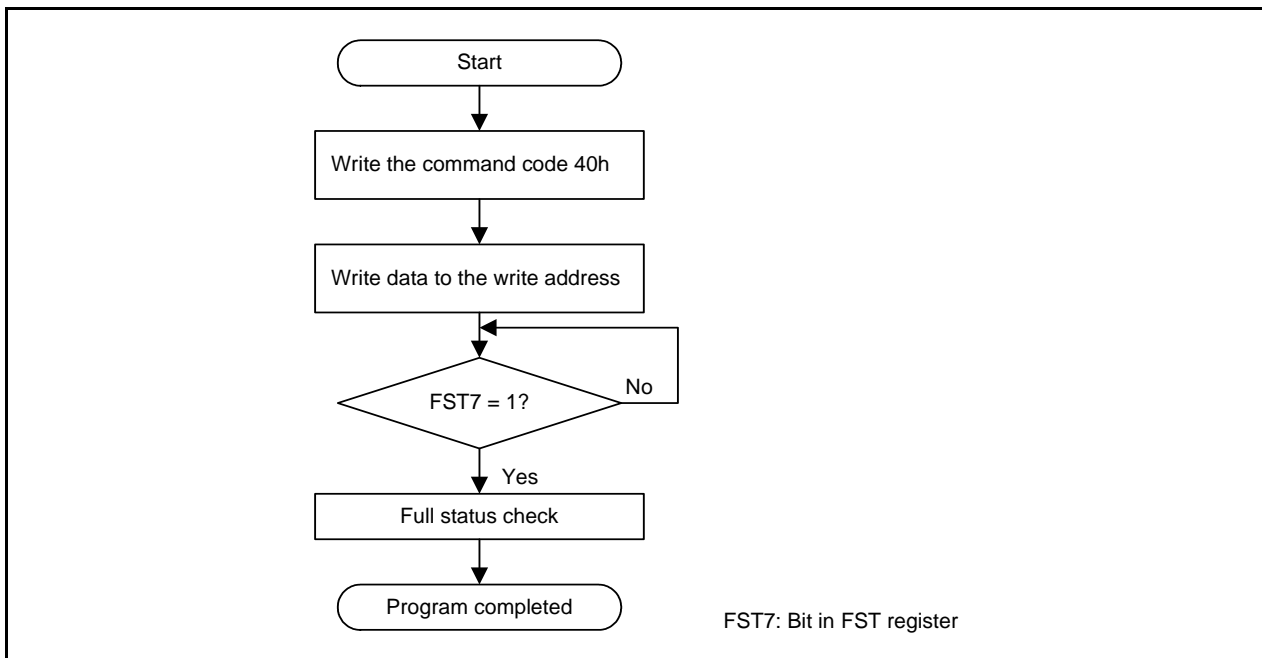 Start
Write the command code 40h
Write data to the write address
FST7 = 1?
No
Yes
Full status check
Program completed
FST7: Bit in FST register